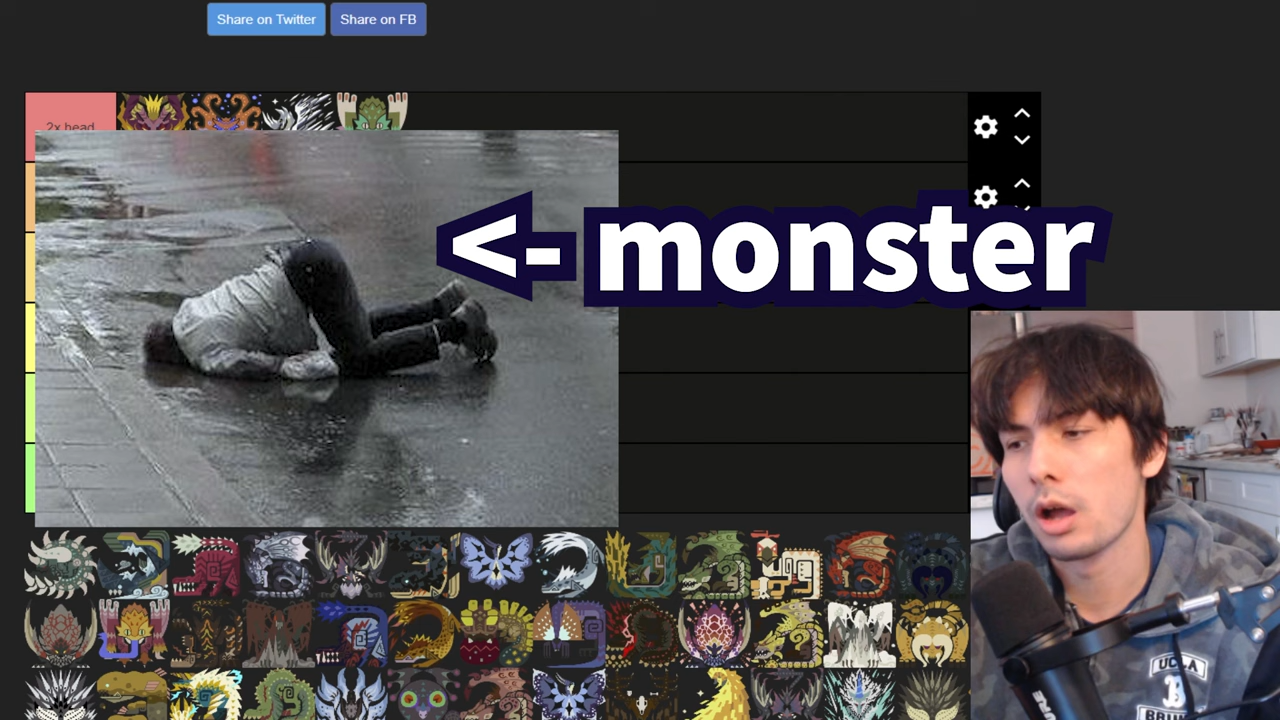 Share on Twitter
Share on FB
2x head
<- monster
UCLA